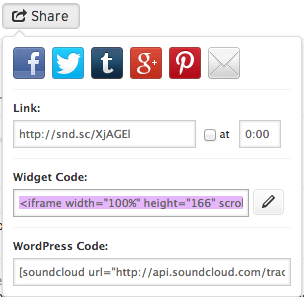 Share
f t g+ p
Link:
http://snd.sc/XjAGEl at 0:00
Widget Code:
<iframe width="100%" height="166" scrol
WordPress Code:
[soundcloud url="http://api.soundcloud.com/trac